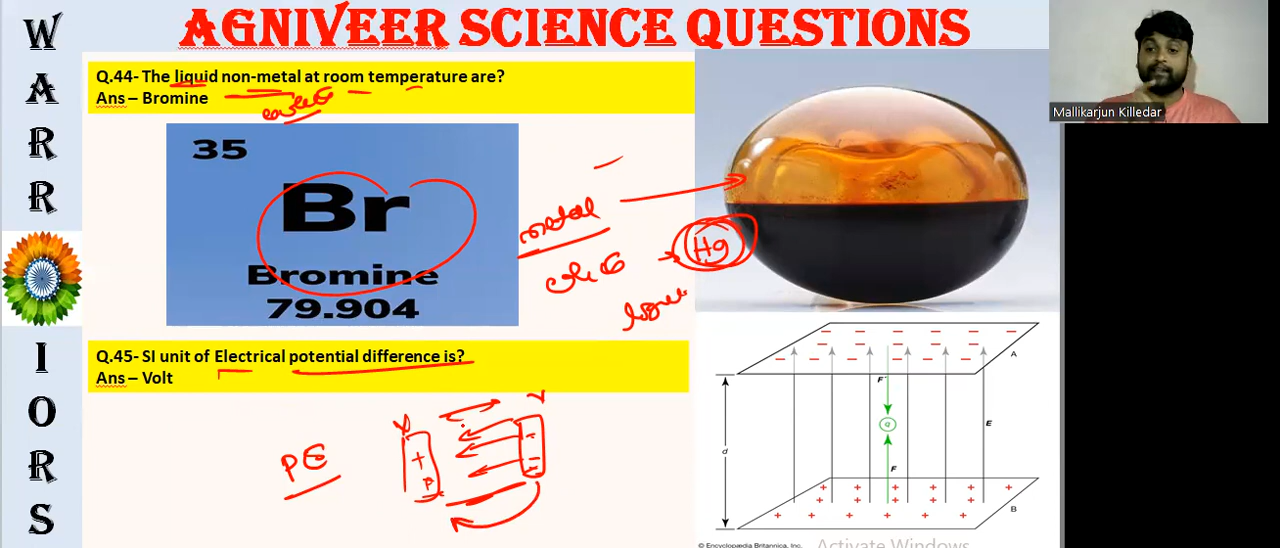 AGNIVEER SCIENCE QUESTIONS
WARRIORS
Q.44- The liquid non-metal at room temperature are?
Ans – Bromine
35
Br
Bromine
79.904
metal
Hg
Mallikarjun Killedar
Q.45- SI unit of Electrical potential difference is?
Ans – Volt
PE
V
V
+
P
A
F'
Q
E
d
F
B
© Encyclopædia Britannica, Inc.
Activate Windows